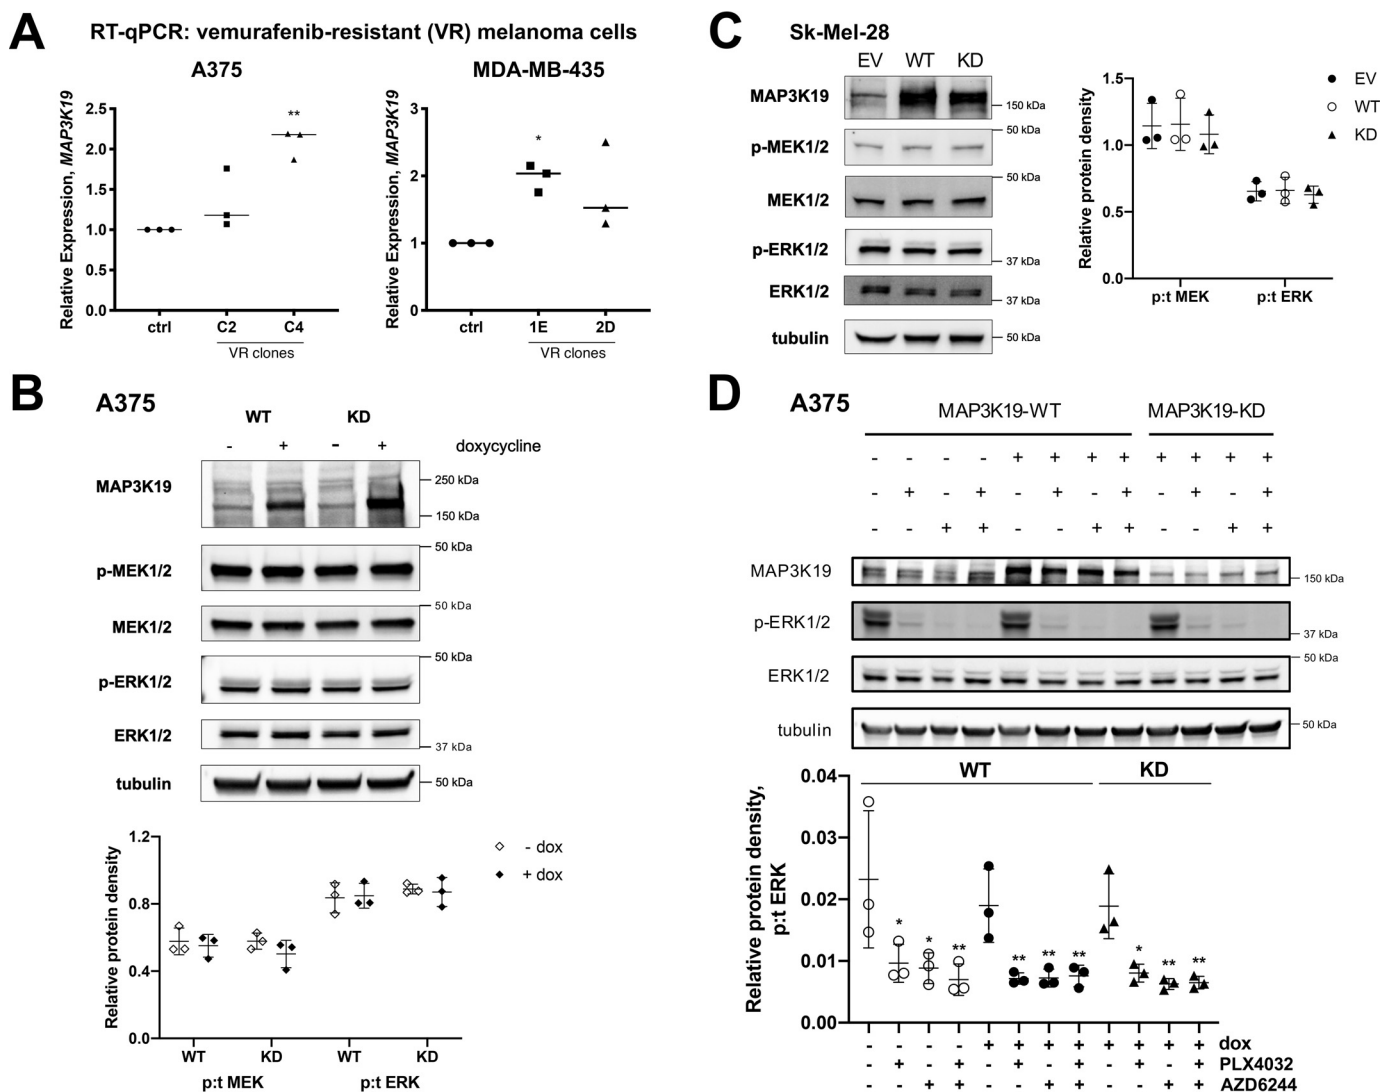 A
RT-qPCR: vemurafenib-resistant (VR) melanoma cells
A375
Relative Expression, MAP3K19
2.5
2.0
1.5
1.0
0.5
0.0
**
ctrl C2 C4
VR clones
MDA-MB-435
Relative Expression, MAP3K19
3
2
1
0
*
ctrl 1E 2D
VR clones
B
A375
WT KD
- + - + doxycycline
MAP3K19
250 kDa
150 kDa
50 kDa
p-MEK1/2
50 kDa
MEK1/2
50 kDa
p-ERK1/2
ERK1/2
37 kDa
tubulin
50 kDa
Relative protein density
1.2
0.8
0.4
0.0
- dox
+ dox
WT KD WT KD
p:t MEK p:t ERK
C
Sk-Mel-28
EV WT KD
MAP3K19
150 kDa
50 kDa
p-MEK1/2
50 kDa
MEK1/2
p-ERK1/2
37 kDa
ERK1/2
37 kDa
tubulin
50 kDa
Relative protein density
1.5
1.0
0.5
0.0
EV
WT
KD
p:t MEK p:t ERK
D
A375
MAP3K19-WT MAP3K19-KD
- - - - + + + + + + + +
- + - + - + - + - + - +
- - + + - - + + - - + +
MAP3K19
150 kDa
p-ERK1/2
37 kDa
50 kDa
ERK1/2
tubulin
50 kDa
WT KD
Relative protein density,
p:t ERK
0.04
0.03
0.02
0.01
0.00
* * ** ** ** ** * ** **
- - - - + + + + + + + + dox
- + - + - + - + - + - + PLX4032
- - + + - - + + - - + + AZD6244